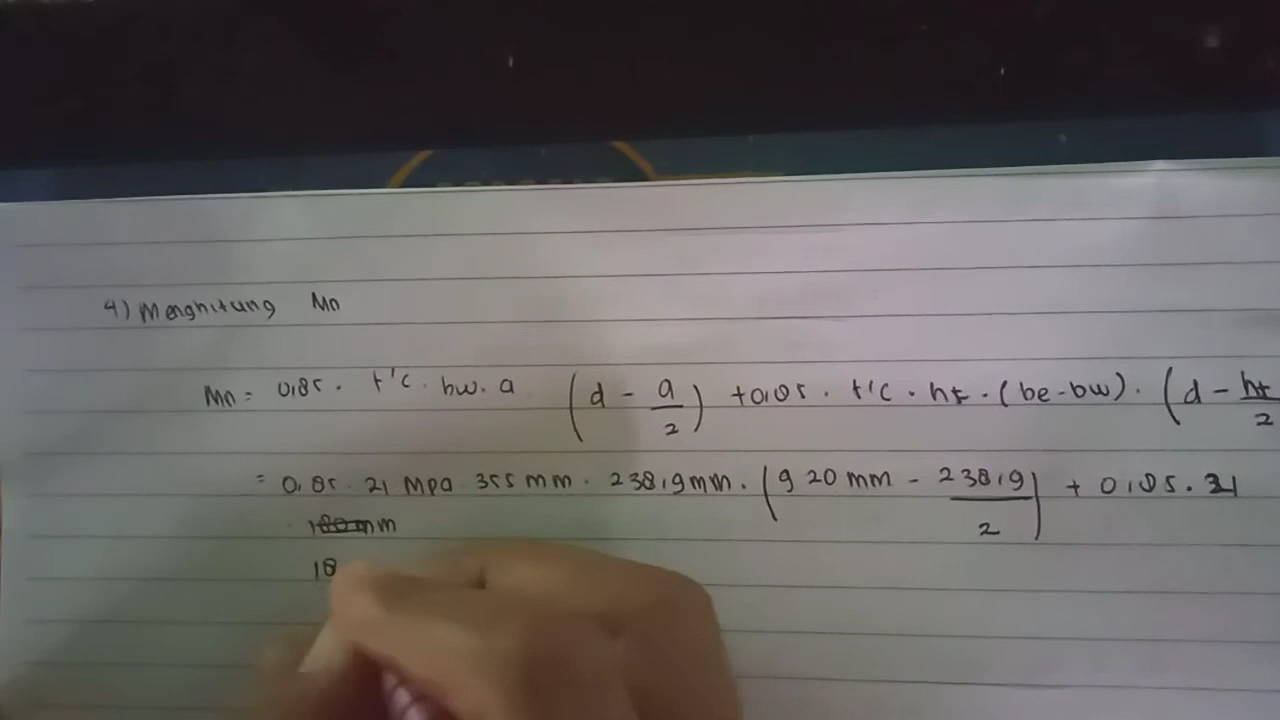 4) Menghitung Mn
Mn = 0,85 . f'c . bw . a (d - a/2) + 0,85 . f'c . hf . (be - bw) . (d - hf/2
= 0,85 . 21 Mpa 355 mm . 238,9 mm . (920 mm - 238,9/2) + 0,85 . 21
. 180 mm
18